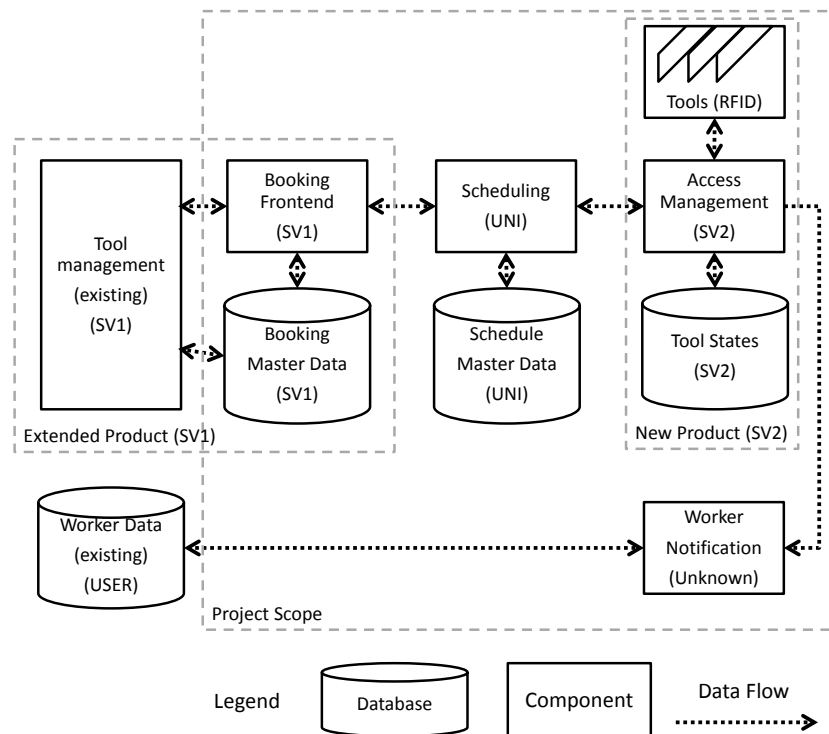 Tools (RFID)
Tool
management
(existing)
(SV1)
Booking
Frontend
(SV1)
Scheduling
(UNI)
Access
Management
(SV2)
Booking
Master Data
(SV1)
Schedule
Master Data
(UNI)
Tool States
(SV2)
Extended Product (SV1)
New Product (SV2)
Worker Data
(existing)
(USER)
Worker
Notification
(Unknown)
Project Scope
Legend
Database
Component
Data Flow